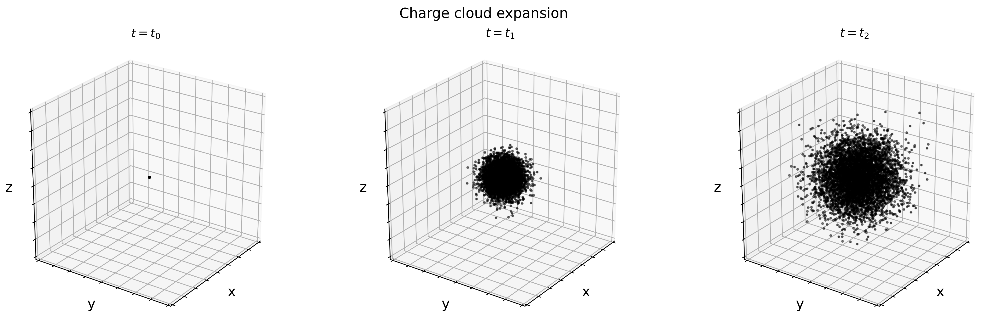 Charge cloud expansion
t = t₀
t = t₁
t = t₂
z
y
x
z
y
x
z
y
x